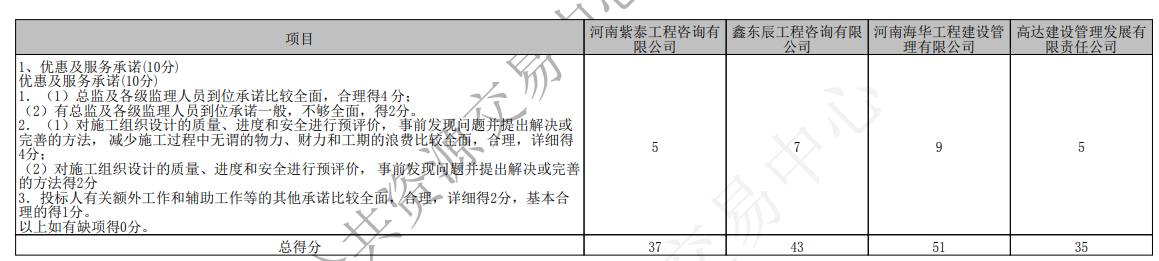 项目
河南紫泰工程咨询有限公司
鑫东辰工程咨询有限公司
河南海华工程建设管理有限公司
高达建设管理发展有限责任公司
1、优惠及服务承诺(10分)
优惠及服务承诺(10分)
1. （1）总监及各级监理人员到位承诺比较全面，合理得4 分；
（2）有总监及各级监理人员到位承诺一般，不够全面，得2分。
2. （1）对施工组织设计的质量、进度和安全进行预评价， 事前发现问题并提出解决或
完善的方法， 减少施工过程中无谓的物力、财力和工期的浪费比较全面，合理，详细得
4分；
（2）对施工组织设计的质量、进度和安全进行预评价， 事前发现问题并提出解决或完善
的方法得2分
3. 投标人有关额外工作和辅助工作等的其他承诺比较全面，合理，详细得2分，基本合
理的得1分。
以上如有缺项得0分。
5
7
9
5
总得分
37
43
51
35
共资源交易中心
易中心